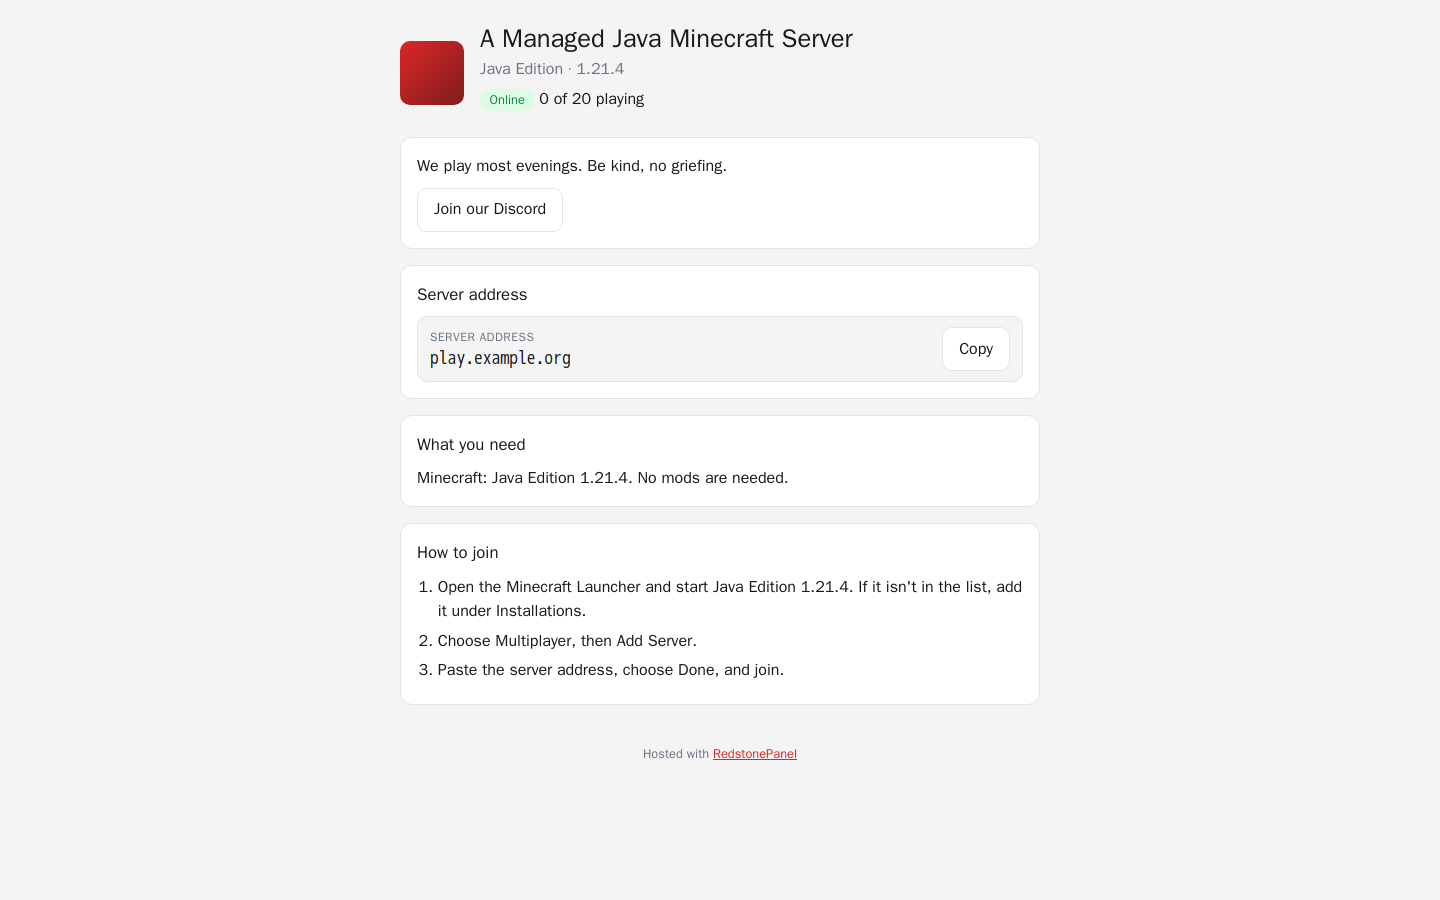 A Managed Java Minecraft Server
Java Edition · 1.21.4
Online 0 of 20 playing
We play most evenings. Be kind, no griefing.
Join our Discord
Server address
SERVER ADDRESS
play.example.org
Copy
What you need
Minecraft: Java Edition 1.21.4. No mods are needed.
How to join
1. Open the Minecraft Launcher and start Java Edition 1.21.4. If it isn't in the list, add
it under Installations.
2. Choose Multiplayer, then Add Server.
3. Paste the server address, choose Done, and join.
Hosted with RedstonePanel